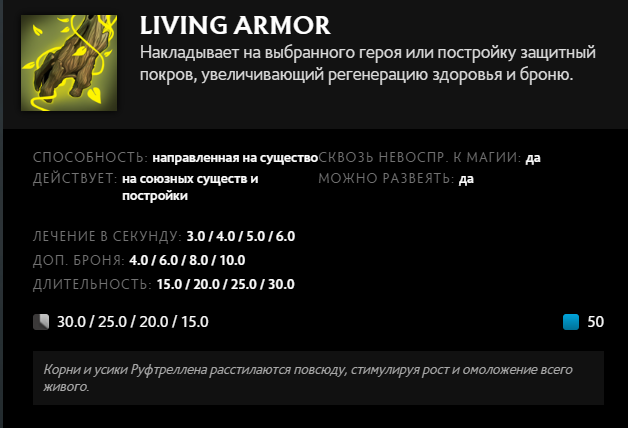 LIVING ARMOR
Накладывает на выбранного героя или постройку защитный
покров, увеличивающий регенерацию здоровья и броню.
СПОСОБНОСТЬ: направленная на существо СКВОЗЬ НЕВОСПР. К МАГИИ: да
ДЕЙСТВУЕТ: на союзных существ и МОЖНО РАЗВЕЯТЬ: да
постройки
ЛЕЧЕНИЕ В СЕКУНДУ: 3.0 / 4.0 / 5.0 / 6.0
ДОП. БРОНЯ: 4.0 / 6.0 / 8.0 / 10.0
ДЛИТЕЛЬНОСТЬ: 15.0 / 20.0 / 25.0 / 30.0
30.0 / 25.0 / 20.0 / 15.0 50
Корни и усики Руфтреллена расстилаются повсюду, стимулируя рост и омоложение всего
живого.